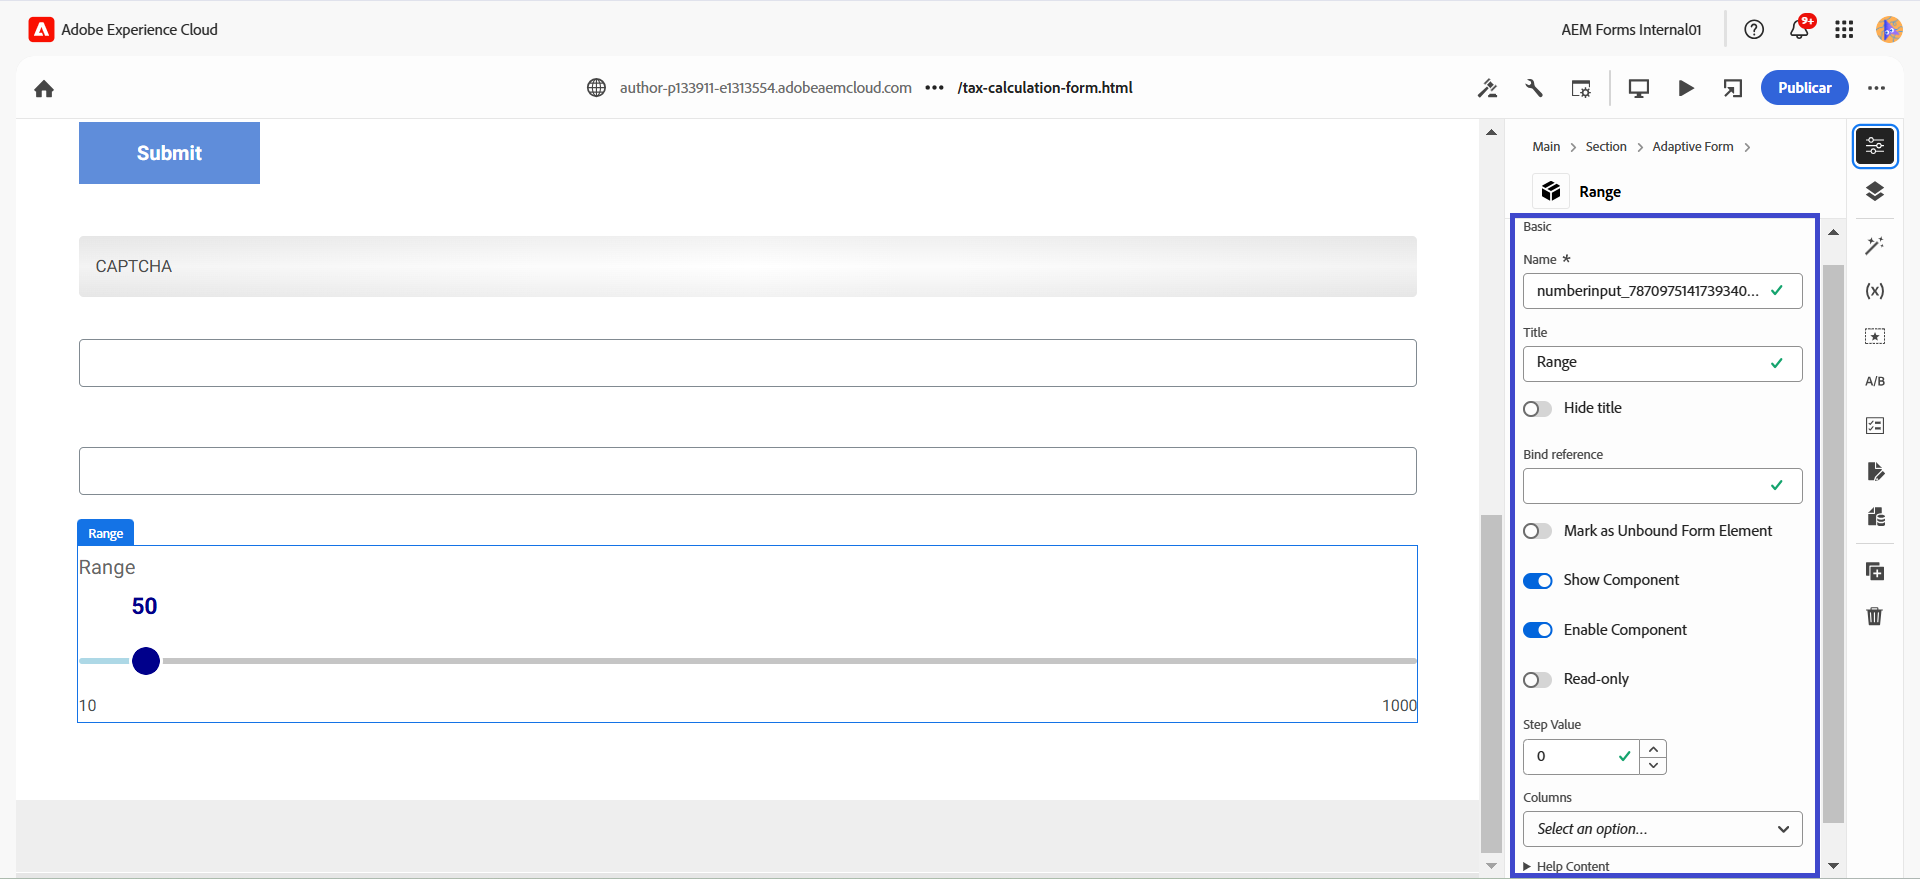 Adobe Experience Cloud
AEM Forms Internal01
9+
author-p133911-e1313554.adobeaemcloud.com ••• /tax-calculation-form.html
Publicar
Submit
CAPTCHA
Range
Range
50
10
1000
Main > Section > Adaptive Form >
Range
Basic
Name *
numberinput_7870975141739340...
Title
Range
Hide title
Bind reference
Mark as Unbound Form Element
Show Component
Enable Component
Read-only
Step Value
0
Columns
Select an option...
Help Content
(x)
A/B